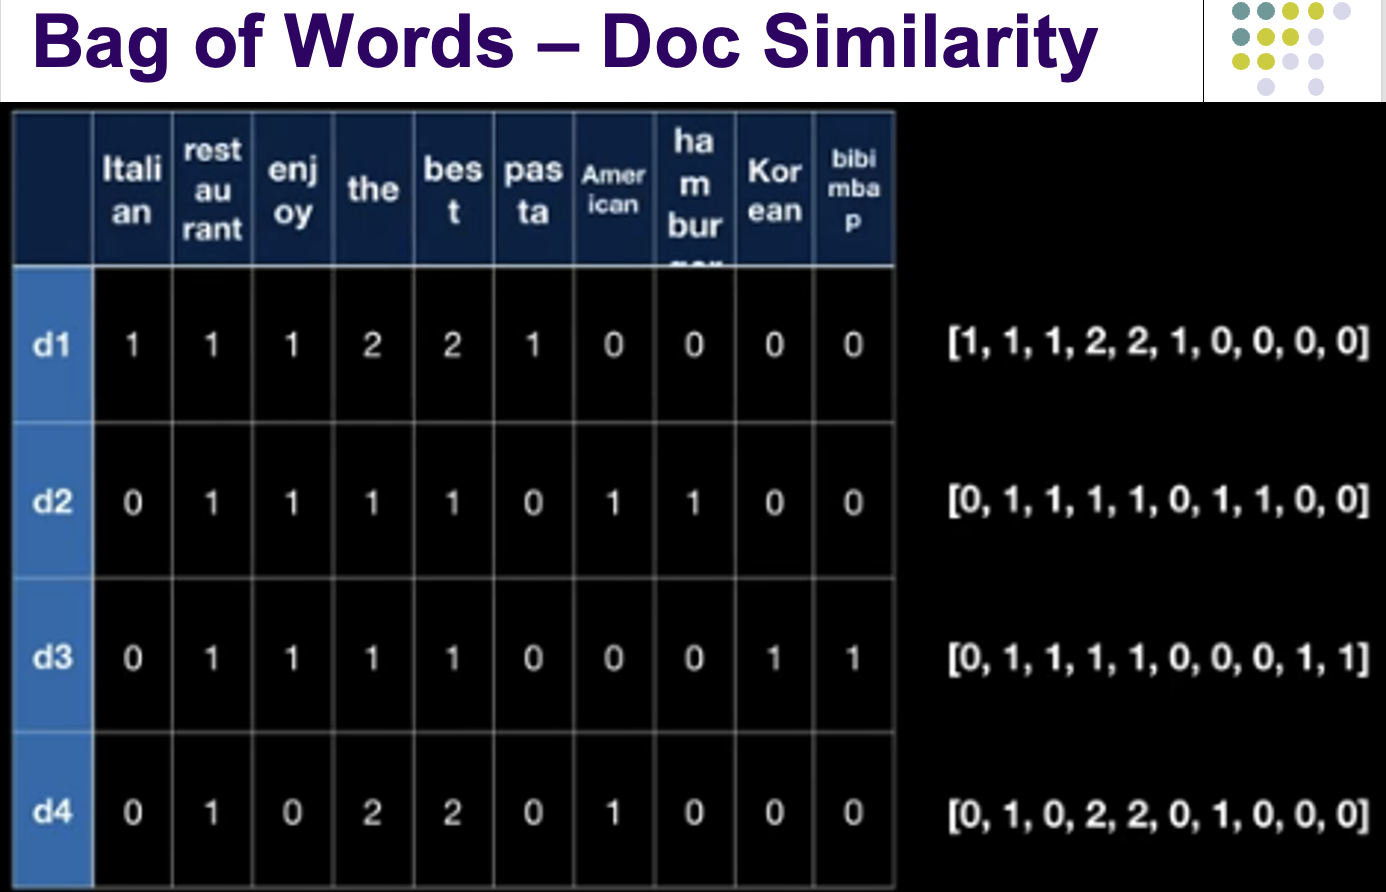 Bag of Words – Doc Similarity
Itali
an
rest
au
rant
enj
oy
the
bes
t
pas
ta
Amer
ican
ha
m
bur
Kor
ean
bibi
mba
p
d1 1 1 1 2 2 1 0 0 0 0 [1, 1, 1, 2, 2, 1, 0, 0, 0, 0]
d2 0 1 1 1 1 0 1 1 0 0 [0, 1, 1, 1, 1, 0, 1, 1, 0, 0]
d3 0 1 1 1 1 0 0 0 1 1 [0, 1, 1, 1, 1, 0, 0, 0, 1, 1]
d4 0 1 0 2 2 0 1 0 0 0 [0, 1, 0, 2, 2, 0, 1, 0, 0, 0]